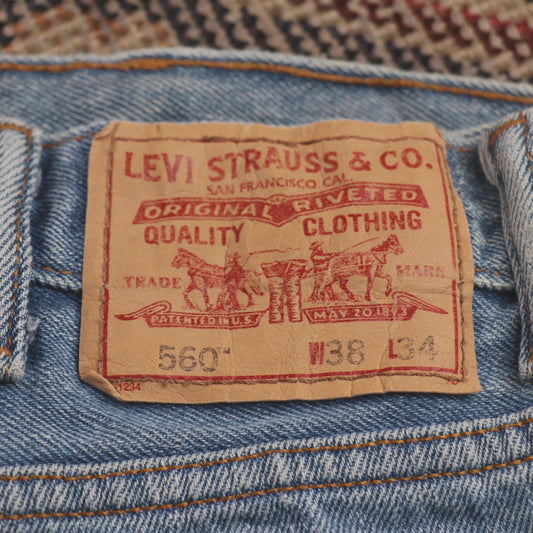 LEVI STRAUSS & CO.
SAN FRANCISCO, CAL.
ORIGINAL RIVETED
QUALITY CLOTHING
TRADE MARK
PATENTED IN U.S. MAY 20 1873
560™ W38 L34
1234